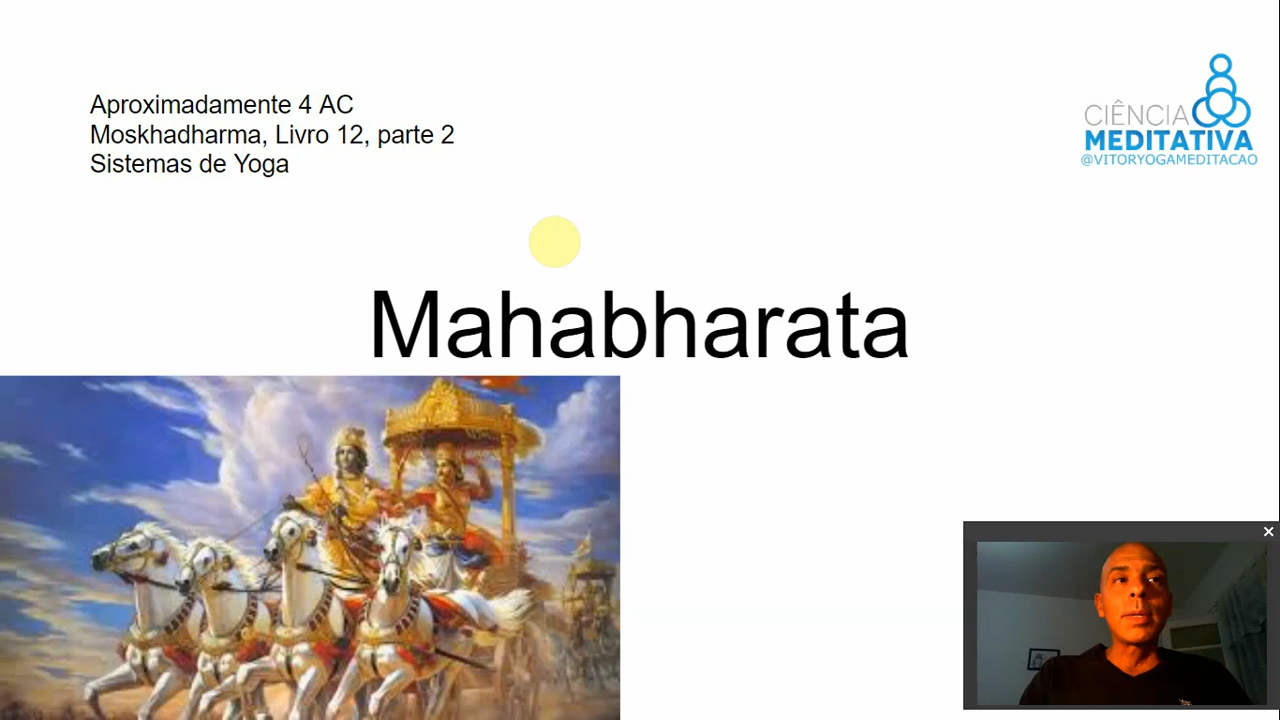 Aproximadamente 4 AC
Moskhadharma, Livro 12, parte 2
Sistemas de Yoga
CIÊNCIA
MEDITATIVA
@VITORYOGAMEDITACAO
Mahabharata